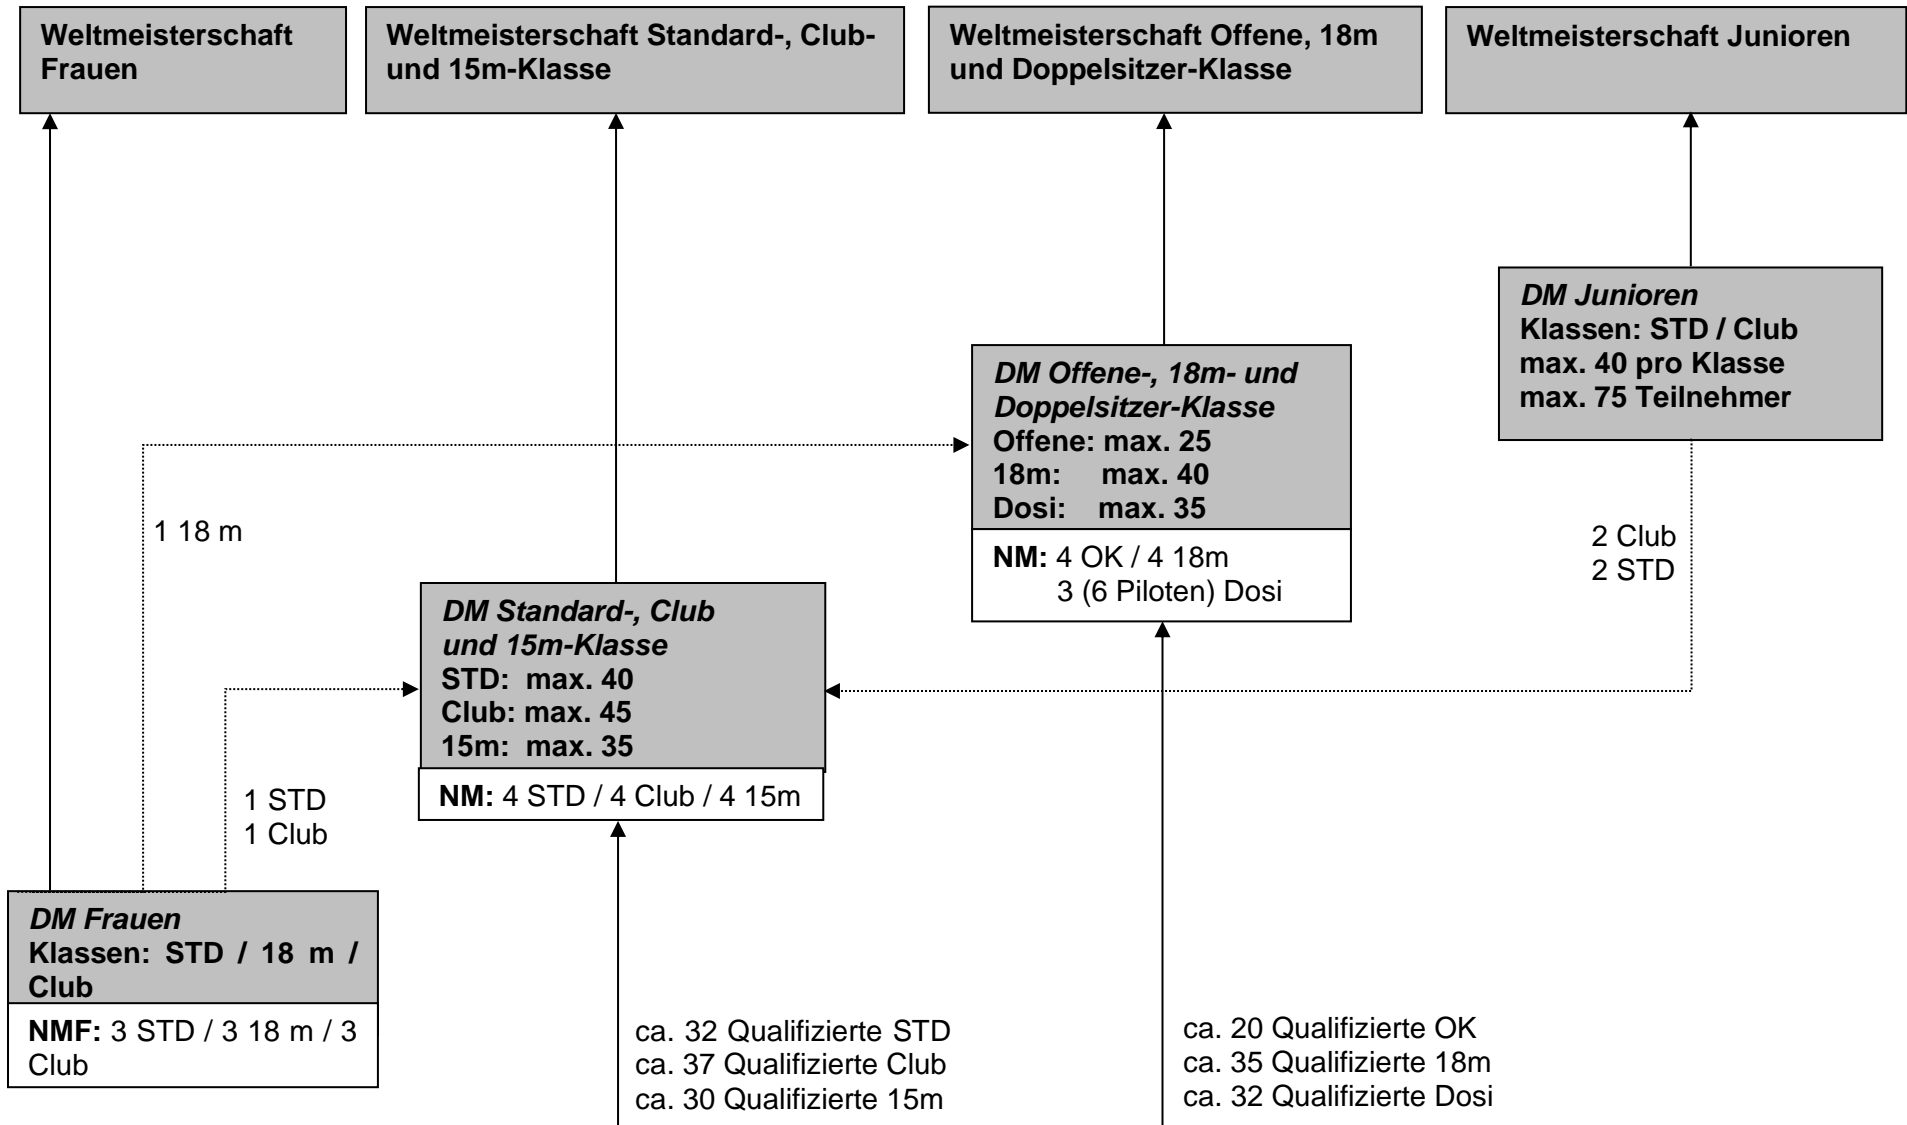 Weltmeisterschaft
Frauen
Weltmeisterschaft Standard-, Club-
und 15m-Klasse
Weltmeisterschaft Offene, 18m
und Doppelsitzer-Klasse
Weltmeisterschaft Junioren
DM Junioren
Klassen: STD / Club
max. 40 pro Klasse
max. 75 Teilnehmer
DM Offene-, 18m- und
Doppelsitzer-Klasse
Offene: max. 25
18m: max. 40
Dosi: max. 35
NM: 4 OK / 4 18m
3 (6 Piloten) Dosi
1 18 m
2 Club
2 STD
DM Standard-, Club
und 15m-Klasse
STD: max. 40
Club: max. 45
15m: max. 35
NM: 4 STD / 4 Club / 4 15m
1 STD
1 Club
DM Frauen
Klassen: STD / 18 m /
Club
NMF: 3 STD / 3 18 m / 3
Club
ca. 32 Qualifizierte STD
ca. 37 Qualifizierte Club
ca. 30 Qualifizierte 15m
ca. 20 Qualifizierte OK
ca. 35 Qualifizierte 18m
ca. 32 Qualifizierte Dosi